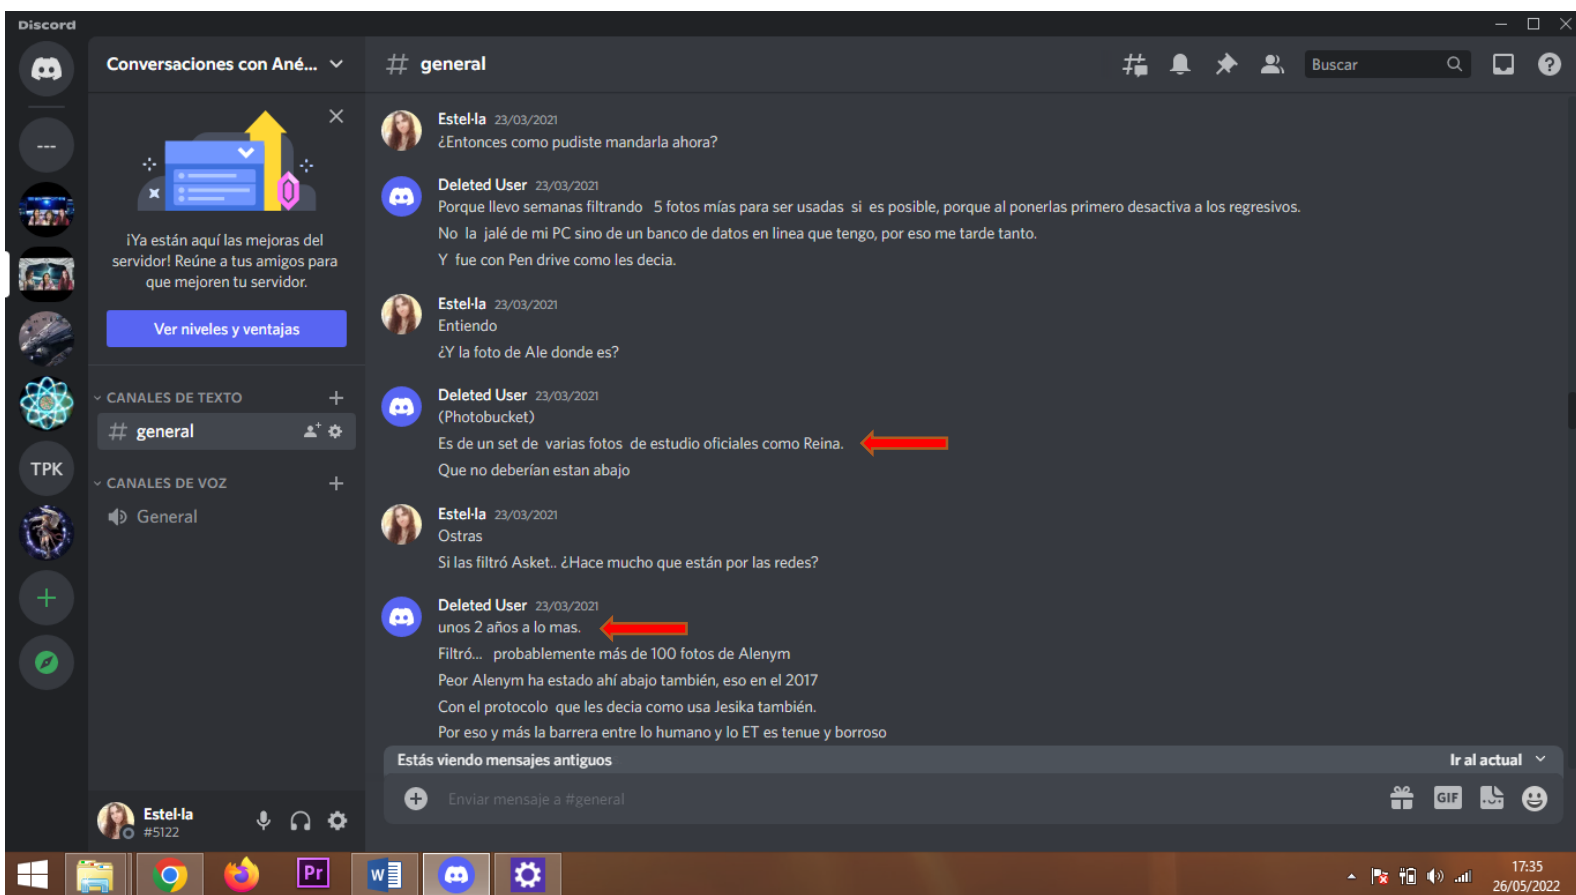 Discord
Conversaciones con Ané...
general
Buscar
---
¡Ya están aquí las mejoras del
servidor! Reúne a tus amigos para
que mejoren tu servidor.
Ver niveles y ventajas
CANALES DE TEXTO
general
TPK
CANALES DE VOZ
General
Estel·la 23/03/2021
¿Entonces como pudiste mandarla ahora?
Deleted User 23/03/2021
Porque llevo semanas filtrando 5 fotos mías para ser usadas si es posible, porque al ponerlas primero desactiva a los regresivos.
No la jalé de mi PC sino de un banco de datos en linea que tengo, por eso me tarde tanto.
Y fue con Pen drive como les decia.
Estel·la 23/03/2021
Entiendo
¿Y la foto de Ale donde es?
Deleted User 23/03/2021
(Photobucket)
Es de un set de varias fotos de estudio oficiales como Reina.
Que no deberían estan abajo
Estel·la 23/03/2021
Ostras
Si las filtró Asket.. ¿Hace mucho que están por las redes?
Deleted User 23/03/2021
unos 2 años a lo mas.
Filtró... probablemente más de 100 fotos de Alenym
Peor Alenym ha estado ahí abajo también, eso en el 2017
Con el protocolo que les decia como usa Jesika también.
Por eso y más la barrera entre lo humano y lo ET es tenue y borroso
Estás viendo mensajes antiguos
Ir al actual
Enviar mensaje a #general
GIF
Estel·la
#5122
Pr
W
17:35
26/05/2022